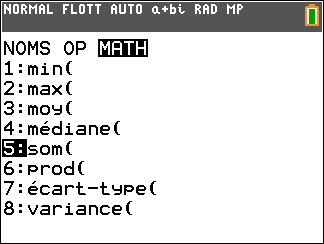 NORMAL FLOTT AUTO a+bi RAD MP
NOMS OP MATH
1:min(
2:max(
3:moy(
4:médiane(
5:som(
6:prod(
7:écart-type(
8:variance(